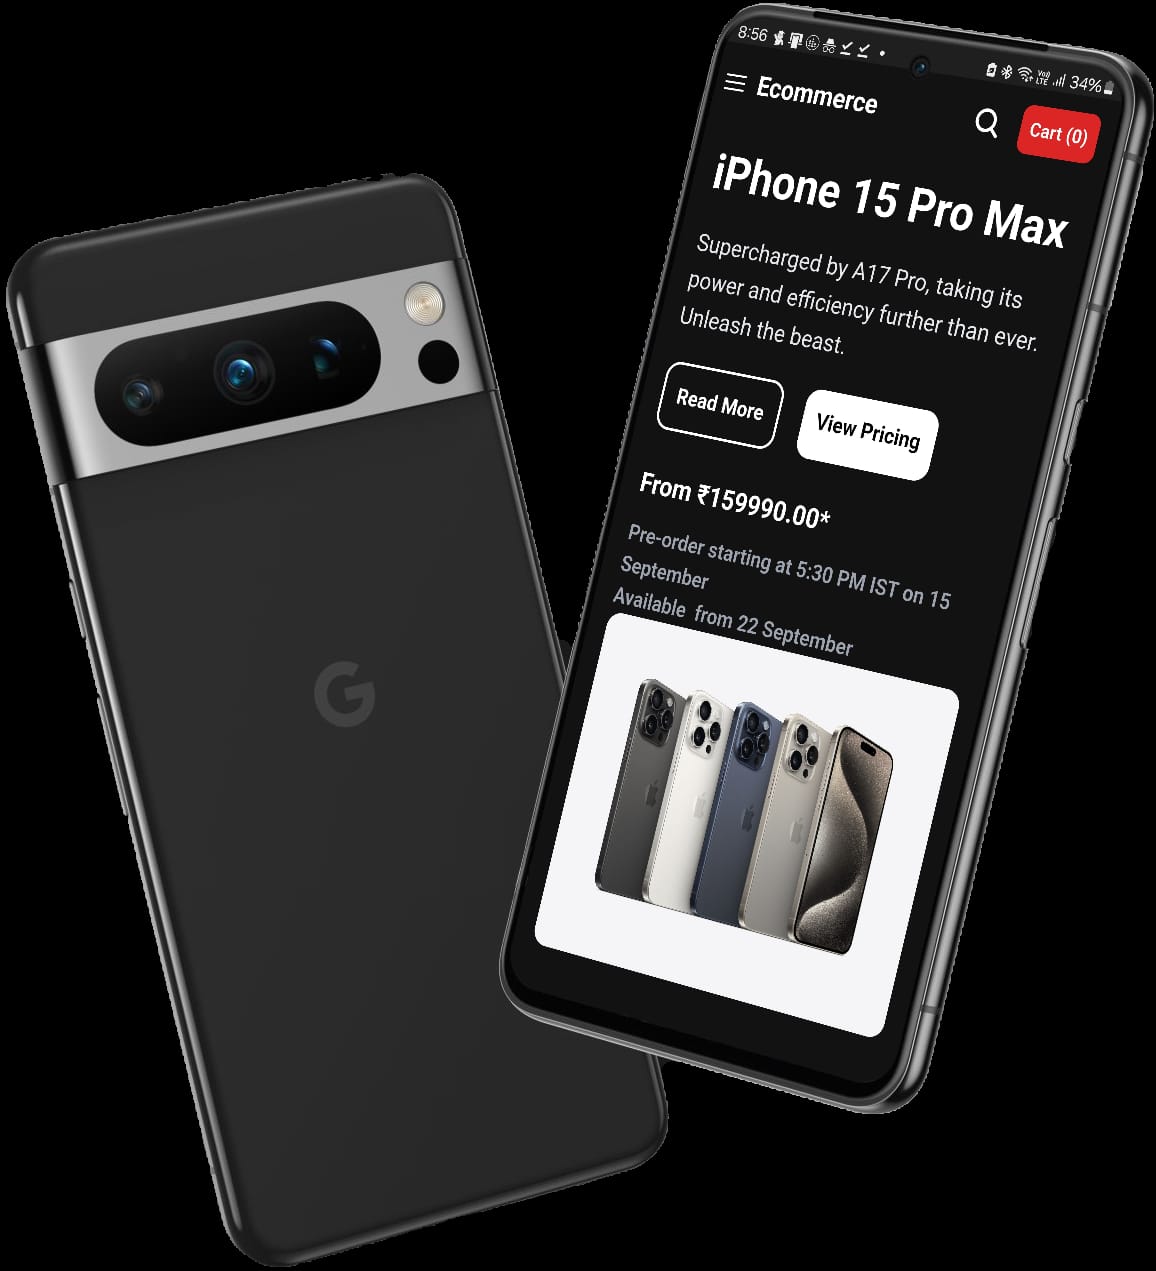 8:56
VoI) LTE
34%
Ecommerce
Cart (0)
iPhone 15 Pro Max
Supercharged by A17 Pro, taking its
power and efficiency further than ever.
Unleash the beast.
Read More
View Pricing
From ₹159990.00*
Pre-order starting at 5:30 PM IST on 15
September
Available from 22 September
G